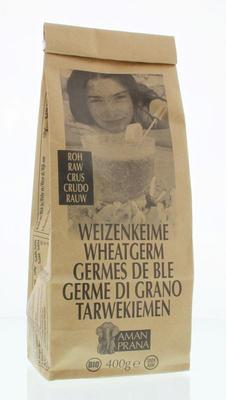 ROH
RAW
CRUS
CRUDO
RAUW
WEIZENKEIME
WHEATGERM
GERMES DE BLE
GERME DI GRANO
TARWEKIEMEN
AMAN
PRANA
BIO
400g e